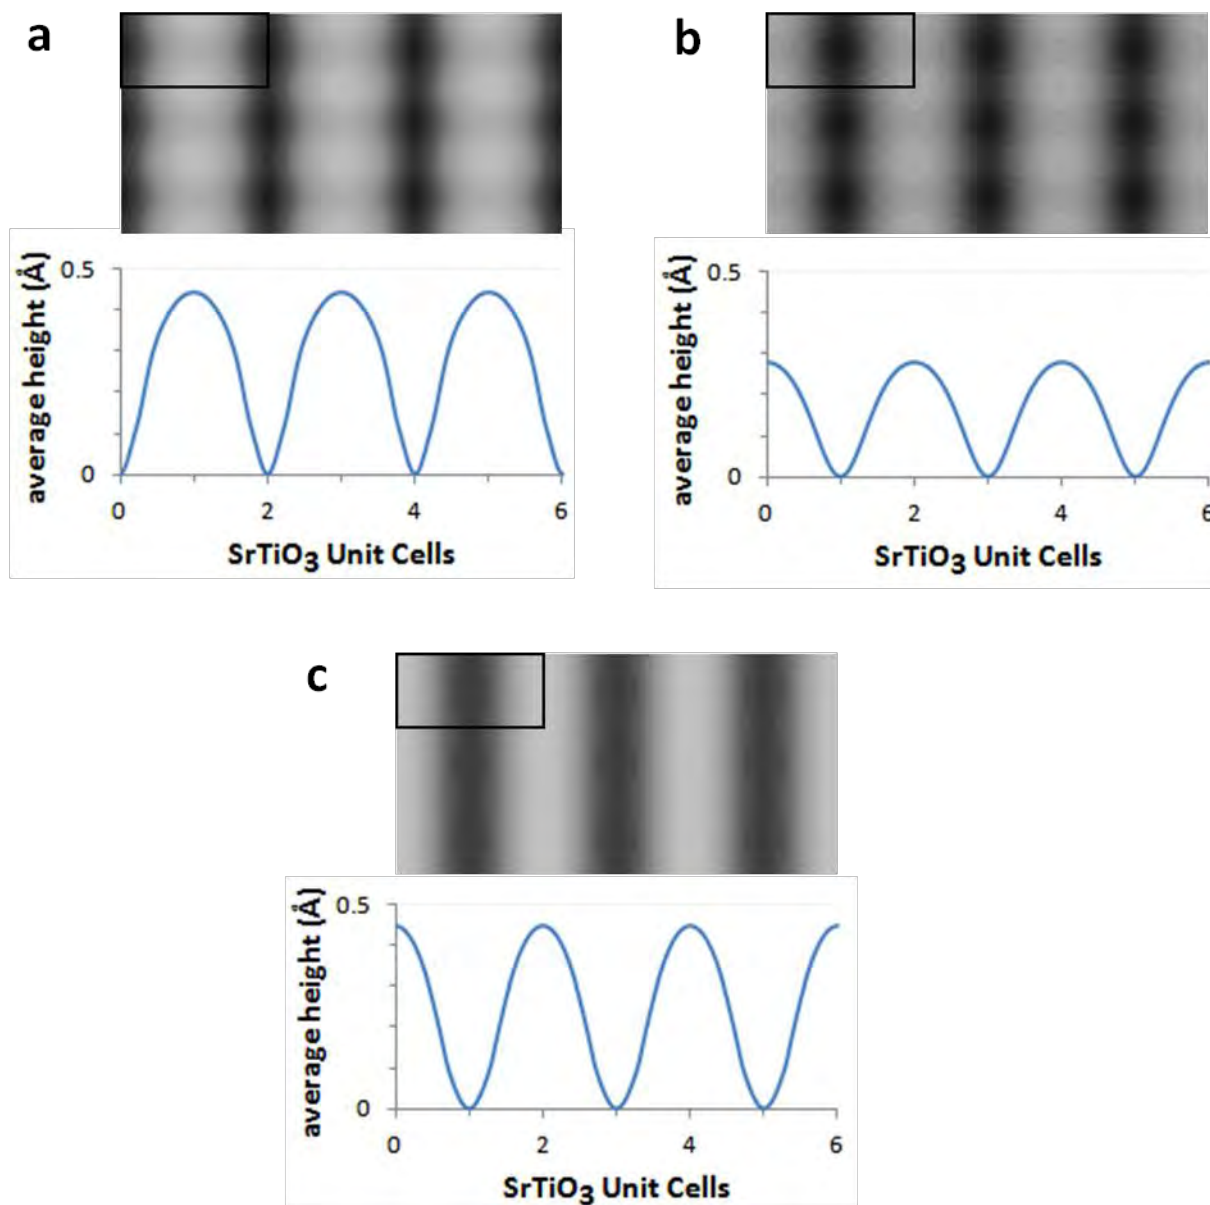 a
0.5
0
average height (Å)
0 2 4 6
SrTiO3 Unit Cells
b
0.5
0
average height (Å)
0 2 4 6
SrTiO3 Unit Cells
c
0.5
0
average height (Å)
0 2 4 6
SrTiO3 Unit Cells